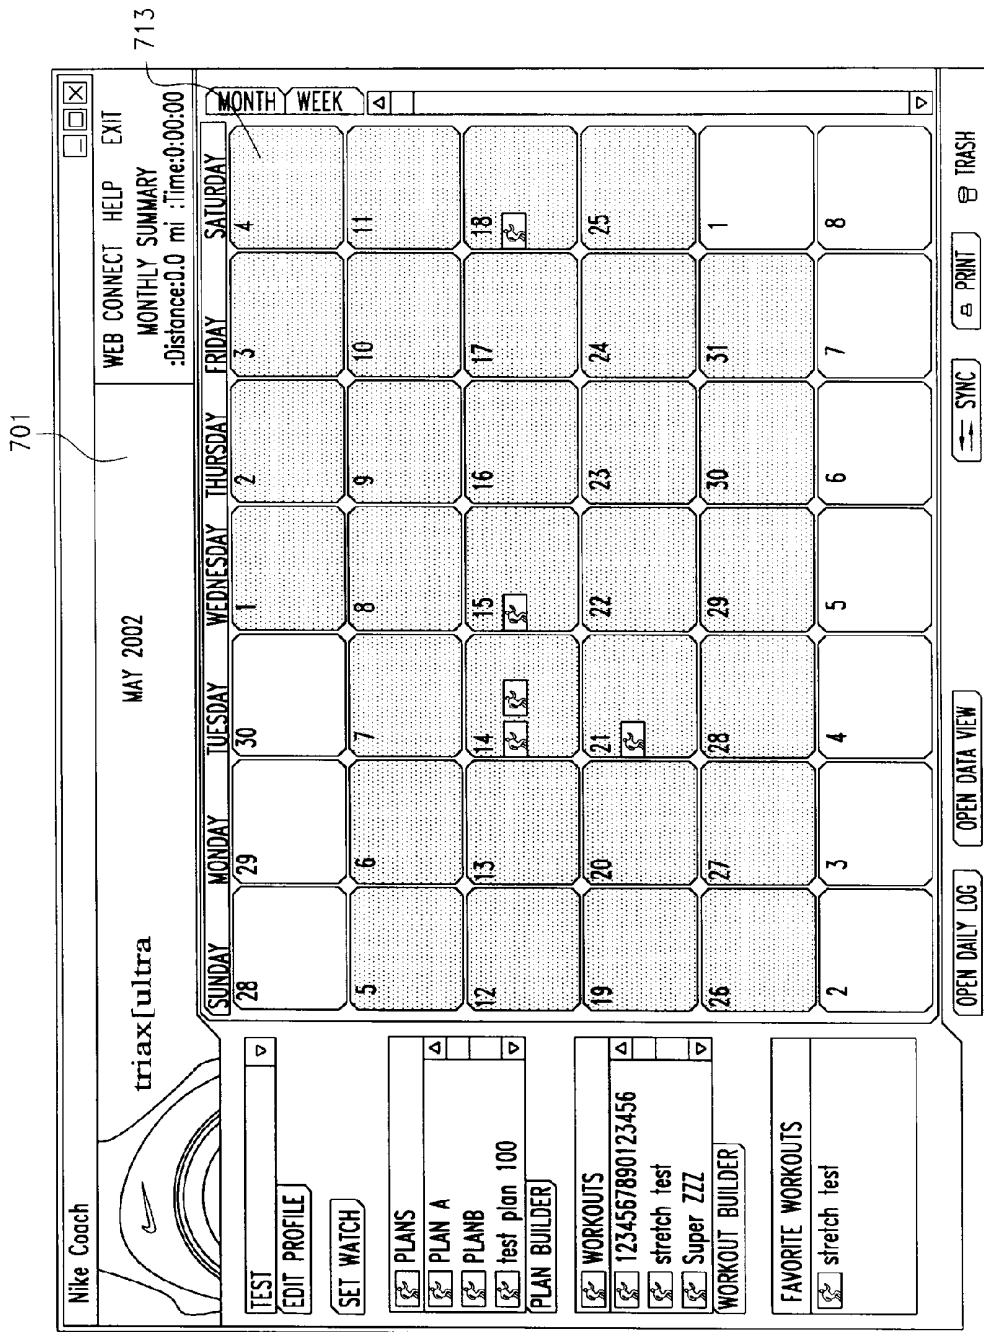 701
713
Nike Coach
triax[ultra
MAY 2002
WEB CONNECT HELP EXIT
MONTHLY SUMMARY
:Distance:0.0 mi :Time:0:00:00
TEST
EDIT PROFILE
SET WATCH
PLANS
PLAN A
PLANB
test plan 100
PLAN BUILDER
WORKOUTS
12345678901234​56
stretch test
Super ZZZ
WORKOUT BUILDER
FAVORITE WORKOUTS
stretch test
SUNDAY MONDAY TUESDAY WEDNESDAY THURSDAY FRIDAY SATURDAY
28 29 30 1 2 3 4
5 6 7 8 9 10 11
12 13 14 15 16 17 18
19 20 21 22 23 24 25
26 27 28 29 30 31 1
2 3 4 5 6 7 8
MONTH WEEK
OPEN DAILY LOG OPEN DATA VIEW SYNC PRINT TRASH